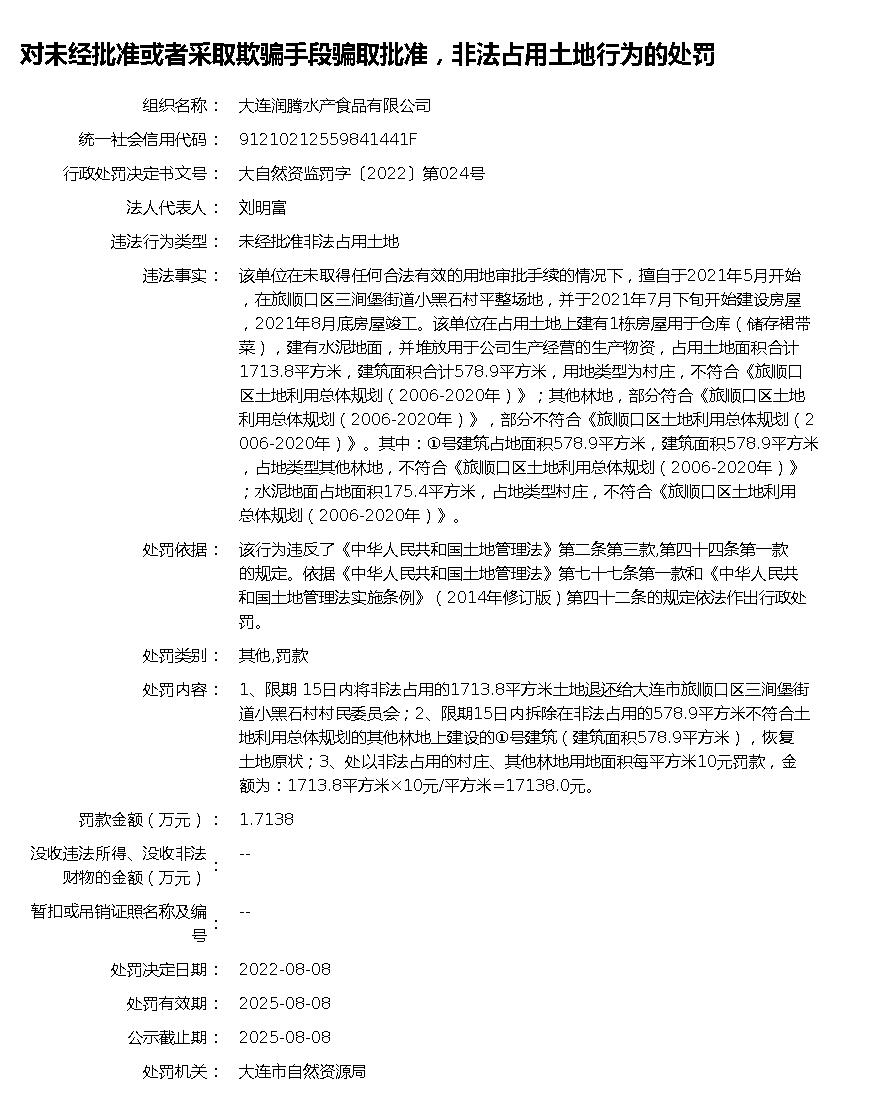 对未经批准或者采取欺骗手段骗取批准，非法占用土地行为的处罚
组织名称： 大连润腾水产食品有限公司
统一社会信用代码： 91210212559841441F
行政处罚决定书文号： 大自然资监罚字〔2022〕第024号
法人代表人： 刘明富
违法行为类型： 未经批准非法占用土地
违法事实： 该单位在未取得任何合法有效的用地审批手续的情况下，擅自于2021年5月开始
，在旅顺口区三涧堡街道小黑石村平整场地，并于2021年7月下旬开始建设房屋
，2021年8月底房屋竣工。该单位在占用土地上建有1栋房屋用于仓库（储存裙带
菜），建有水泥地面，并堆放用于公司生产经营的生产物资，占用土地面积合计
1713.8平方米，建筑面积合计578.9平方米，用地类型为村庄，不符合《旅顺口
区土地利用总体规划（2006-2020年）》；其他林地，部分符合《旅顺口区土地
利用总体规划（2006-2020年）》，部分不符合《旅顺口区土地利用总体规划（2
006-2020年）》。其中：①号建筑占地面积578.9平方米，建筑面积578.9平方米
，占地类型其他林地，不符合《旅顺口区土地利用总体规划（2006-2020年）》
；水泥地面占地面积175.4平方米，占地类型村庄，不符合《旅顺口区土地利用
总体规划（2006-2020年）》。
处罚依据： 该行为违反了《中华人民共和国土地管理法》第二条第三款,第四十四条第一款
的规定。依据《中华人民共和国土地管理法》第七十七条第一款和《中华人民共
和国土地管理法实施条例》（2014年修订版）第四十二条的规定依法作出行政处
罚。
处罚类别： 其他,罚款
处罚内容： 1、限期 15日内将非法占用的1713.8平方米土地退还给大连市旅顺口区三涧堡街
道小黑石村村民委员会；2、限期15日内拆除在非法占用的578.9平方米不符合土
地利用总体规划的其他林地上建设的①号建筑（建筑面积578.9平方米），恢复
土地原状；3、处以非法占用的村庄、其他林地用地面积每平方米10元罚款，金
额为：1713.8平方米×10元/平方米=17138.0元。
罚款金额（万元）： 1.7138
没收违法所得、没收非法
财物的金额（万元）： --
暂扣或吊销证照名称及编
号： --
处罚决定日期： 2022-08-08
处罚有效期： 2025-08-08
公示截止期： 2025-08-08
处罚机关： 大连市自然资源局